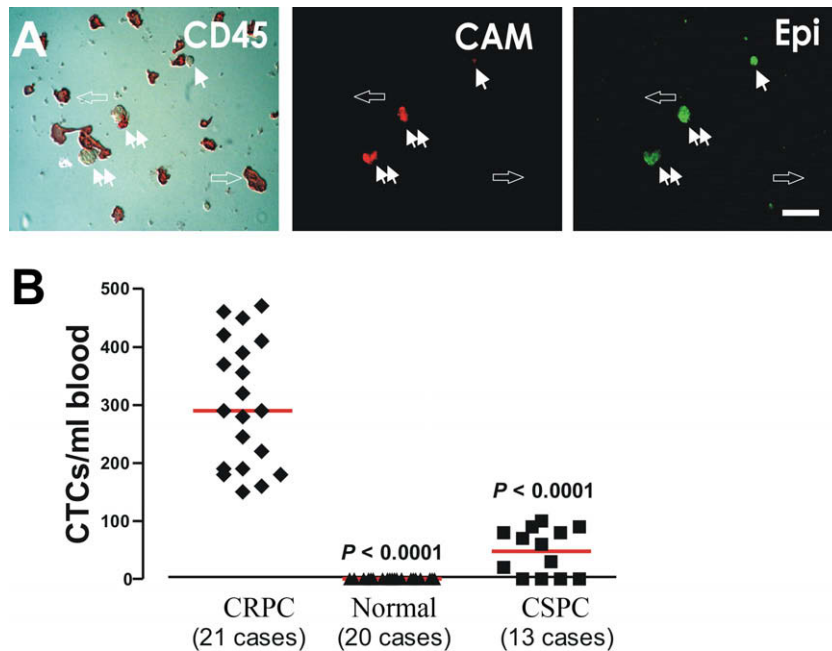 A
CD45
CAM
Epi
B
CTCs/ml blood
500
400
300
200
100
0
P < 0.0001
P < 0.0001
CRPC
Normal
CSPC
(21 cases)
(20 cases)
(13 cases)